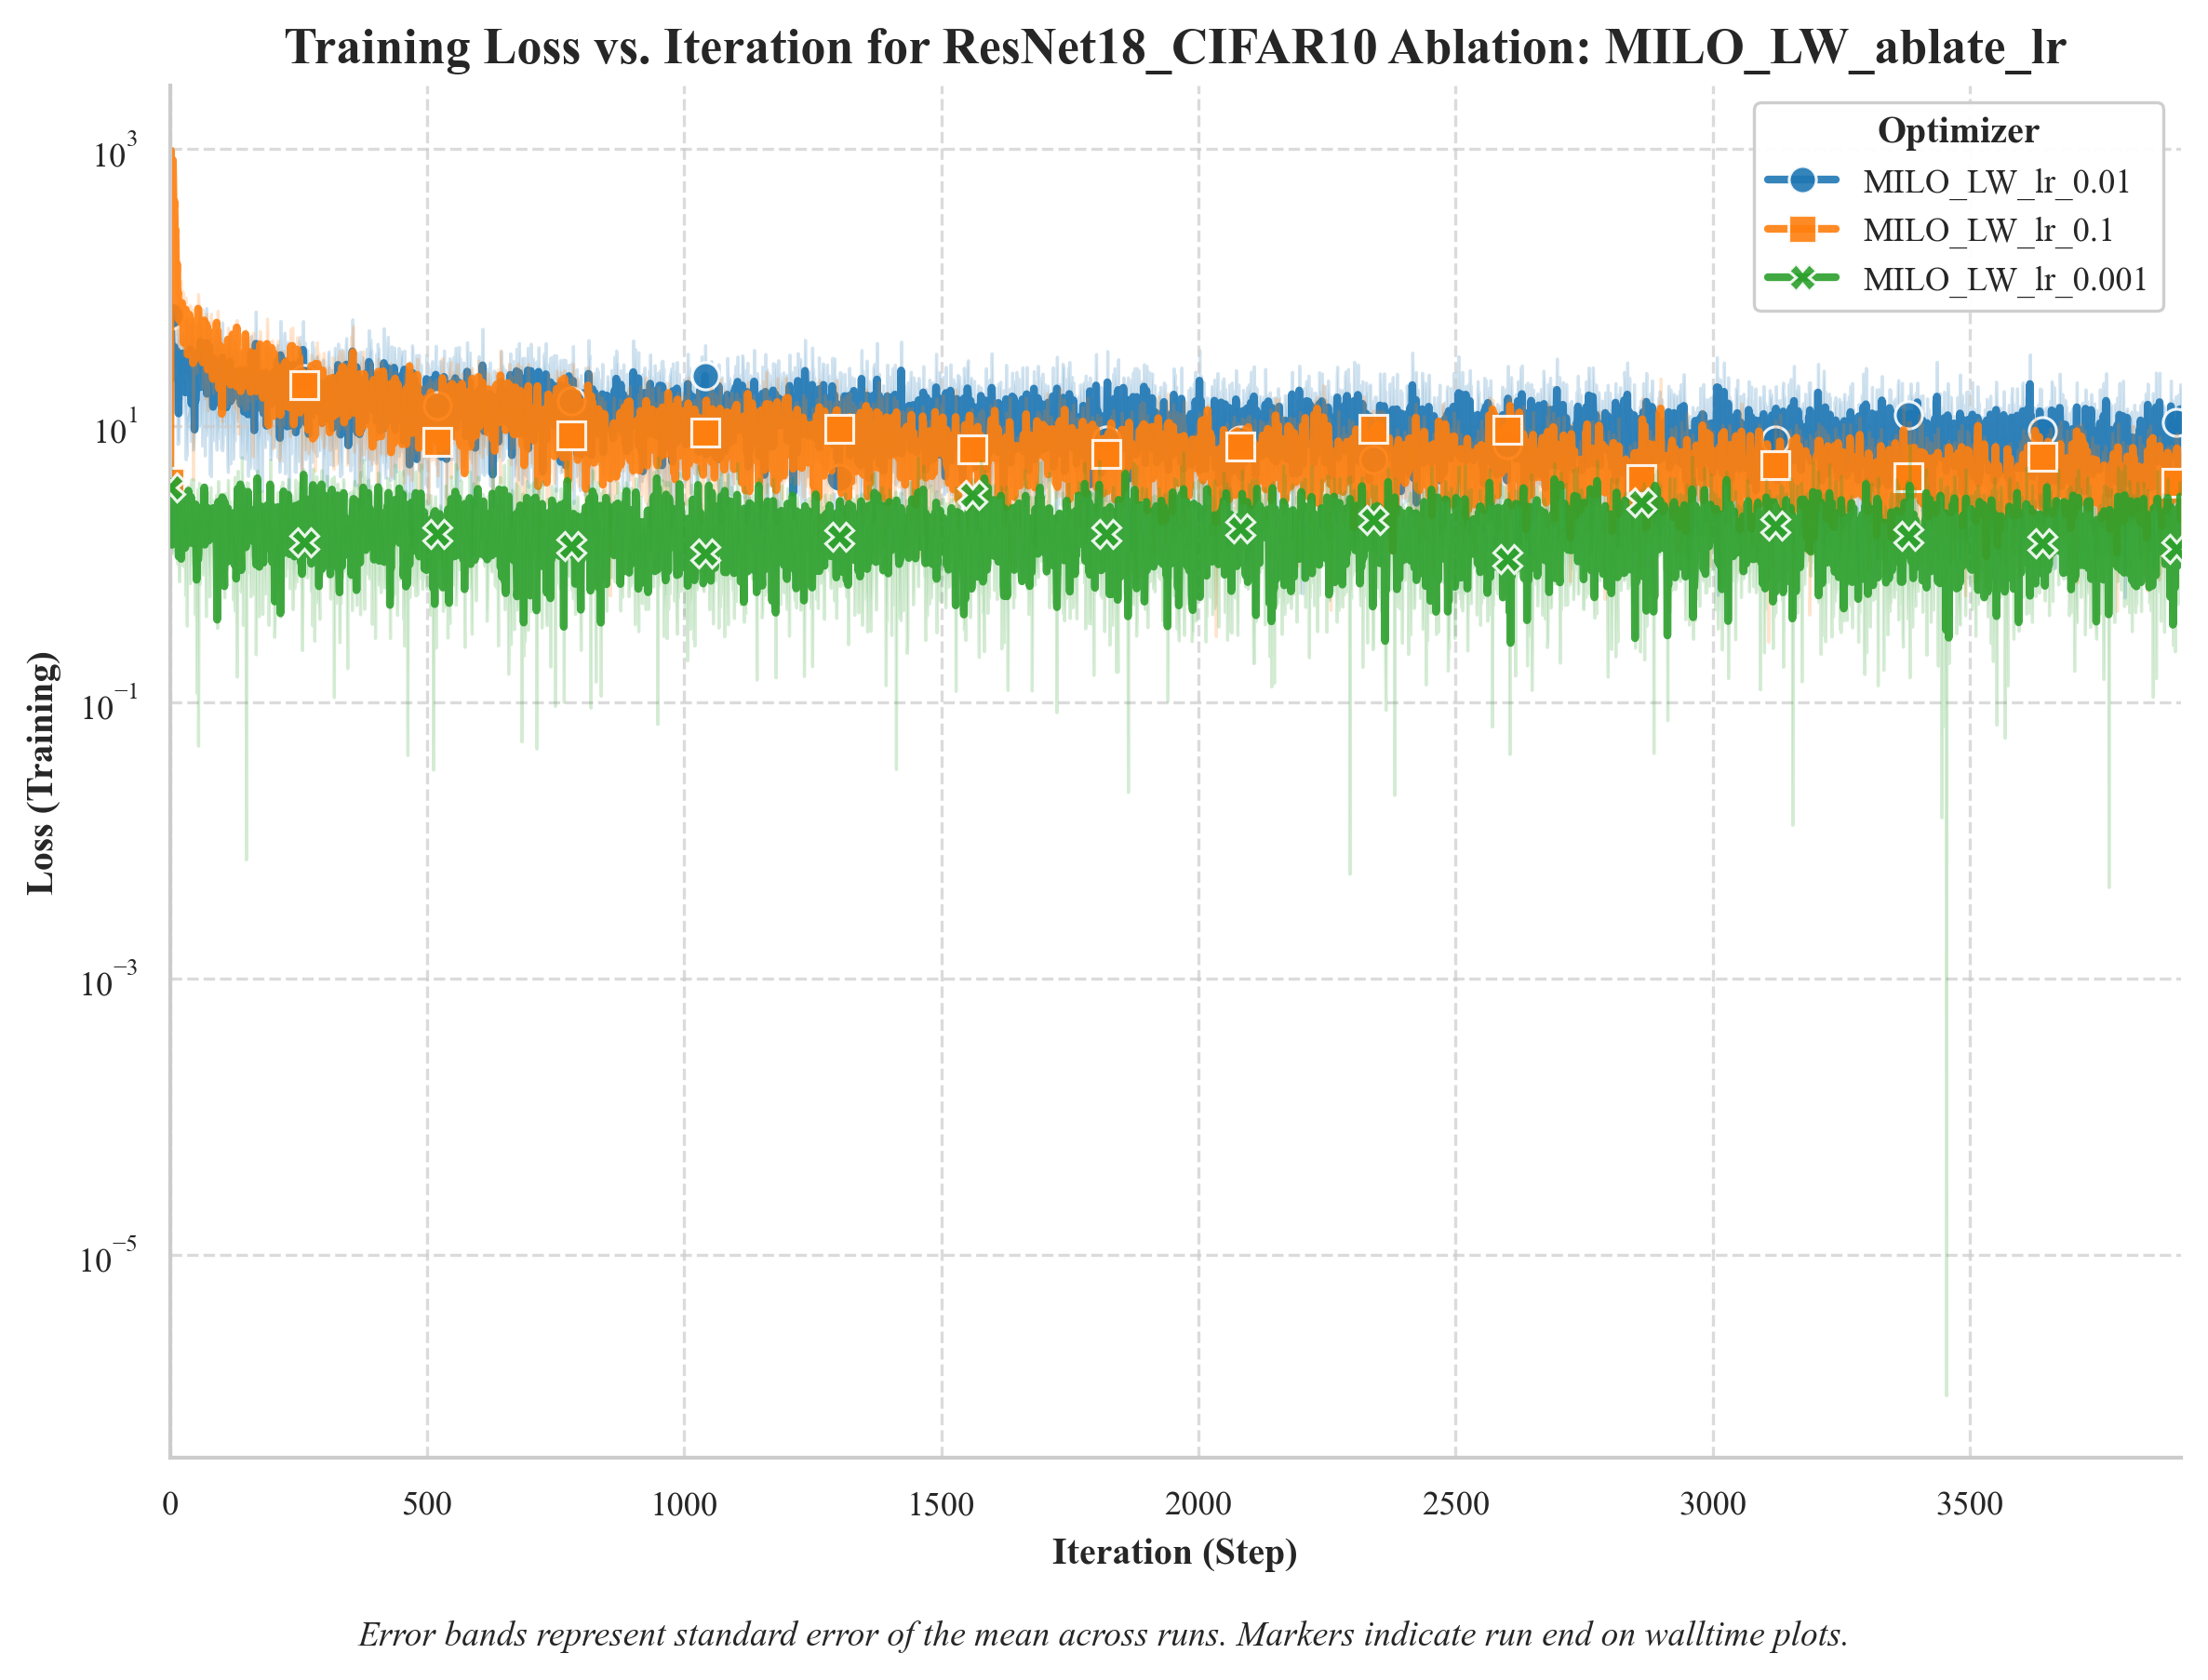 Training Loss vs. Iteration for ResNet18_CIFAR10 Ablation: MILO_LW_ablate_lr
Optimizer
MILO_LW_lr_0.01
MILO_LW_lr_0.1
MILO_LW_lr_0.001
Loss (Training)
10^3
10^1
10^−1
10^−3
10^−5
0 500 1000 1500 2000 2500 3000 3500
Iteration (Step)
Error bands represent standard error of the mean across runs. Markers indicate run end on walltime plots.